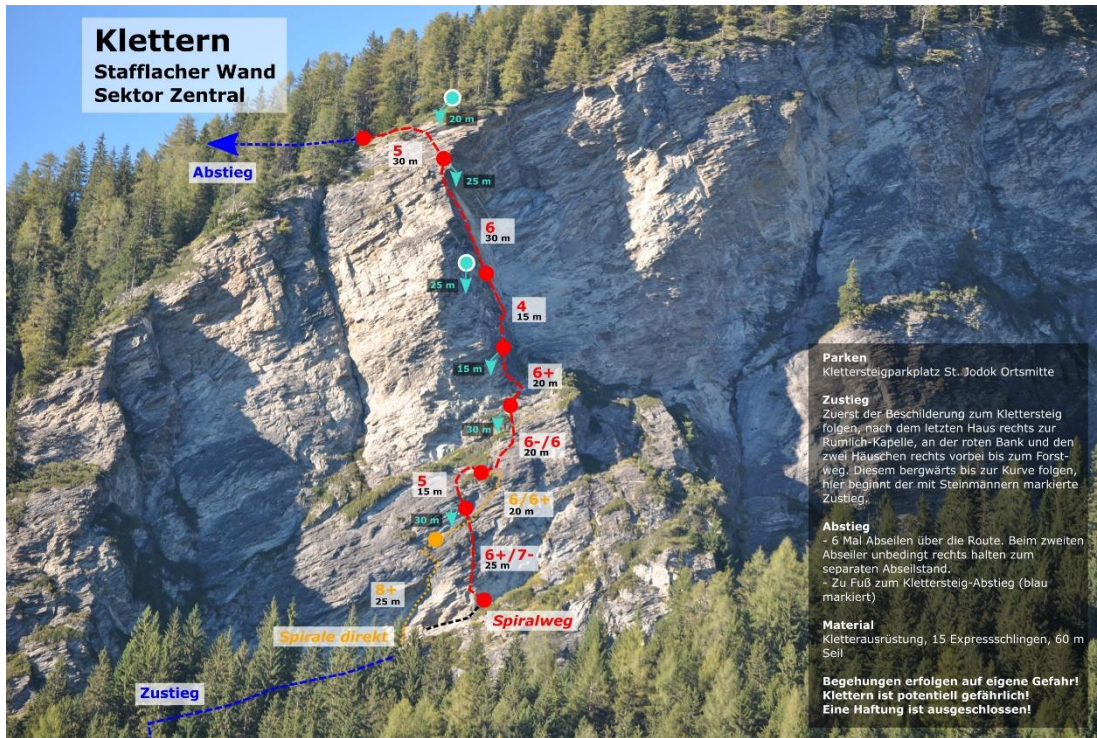 Klettern
Stafflacher Wand
Sektor Zentral
20 m
Abstieg
5
30 m
25 m
6
30 m
25 m
4
15 m
15 m
6+
20 m
30 m
6-/6
20 m
5
15 m
6/6+
20 m
30 m
6+/7-
25 m
8+
25 m
Spiralweg
Spirale direkt
Zustieg
Parken
Klettersteigparkplatz St. Jodok Ortsmitte
Zustieg
Zuerst der Beschilderung zum Klettersteig
folgen, nach dem letzten Haus rechts zur
Rumlich-Kapelle, an der roten Bank und den
zwei Häuschen rechts vorbei bis zum Forst-
weg. Diesem bergwärts bis zur Kurve folgen,
hier beginnt der mit Steinmännern markierte
Zustieg.
Abstieg
- 6 Mal Abseilen über die Route. Beim zweiten
Abseiler unbedingt rechts halten zum
separaten Abseilstand.
- Zu Fuß zum Klettersteig-Abstieg (blau
markiert)
Material
Kletterausrüstung, 15 Expressschlingen, 60 m
Seil
Begehungen erfolgen auf eigene Gefahr!
Klettern ist potentiell gefährlich!
Eine Haftung ist ausgeschlossen!